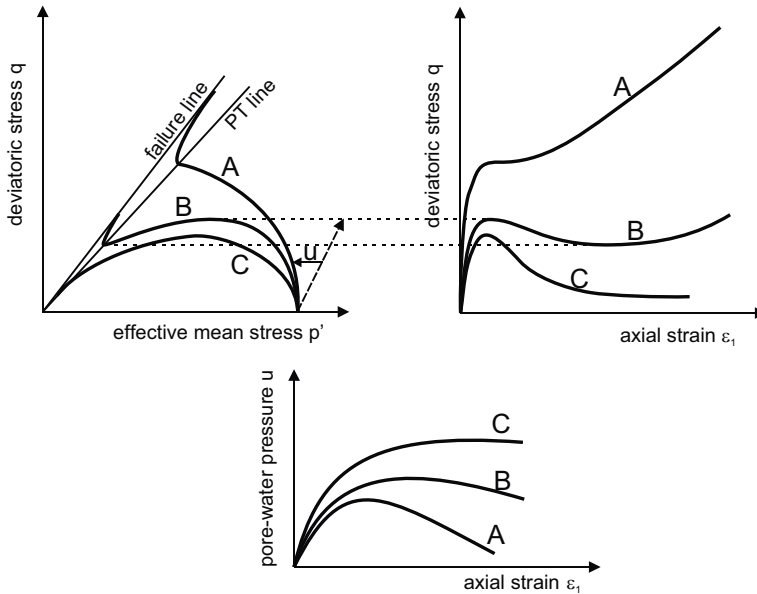 deviatoric stress q
failure line
PT line
A
B
C
u
effective mean stress p'
deviatoric stress q
A
B
C
axial strain ε₁
pore-water pressure u
C
B
A
axial strain ε₁